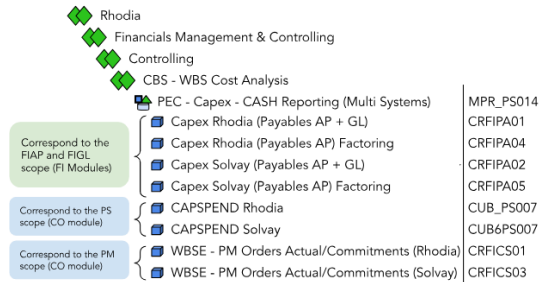 Rhodia
Financials Management & Controlling
Controlling
CBS - WBS Cost Analysis
PEC - Capex - CASH Reporting (Multi Systems) MPR_PS014
Correspond to the
FIAP and FIGL
scope (FI Modules)
Capex Rhodia (Payables AP + GL) CRFIPA01
Capex Rhodia (Payables AP) Factoring CRFIPA04
Capex Solvay (Payables AP + GL) CRFIPA02
Capex Solvay (Payables AP) Factoring CRFIPA05
Correspond to the PS
scope (CO module)
CAPSPEND Rhodia CUB_PS007
CAPSPEND Solvay CUB6PS007
Correspond to the PM
scope (CO module)
WBSE - PM Orders Actual/Commitments (Rhodia) CRFICS01
WBSE - PM Orders Actual/Commitments (Solvay) CRFICS03